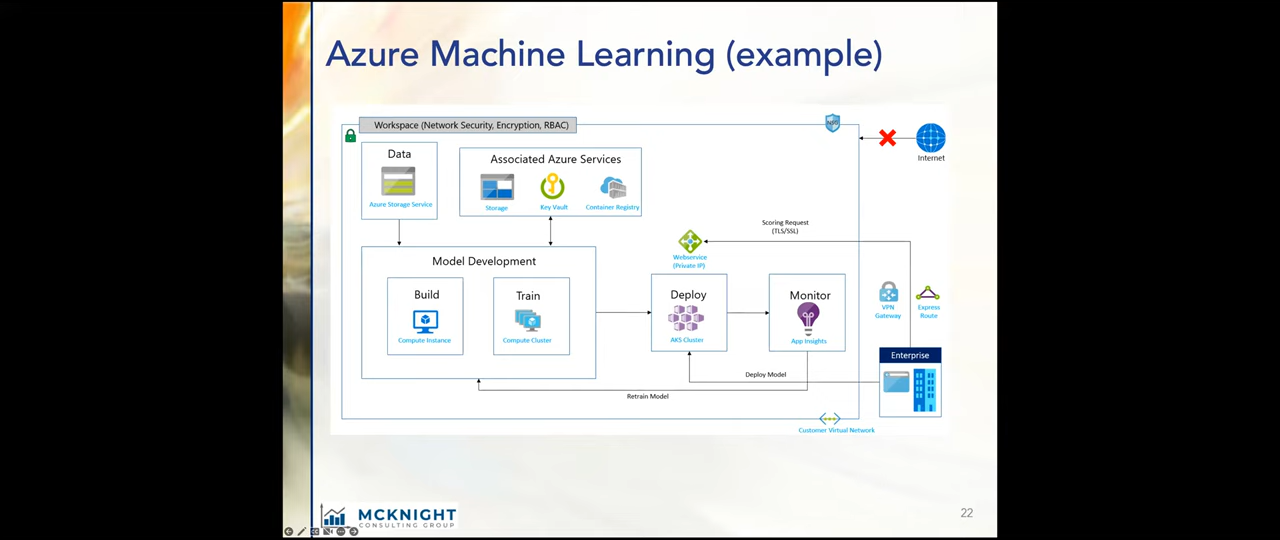 Azure Machine Learning (example)
Workspace (Network Security, Encryption, RBAC)
NSG
Internet
Data
Azure Storage Service
Associated Azure Services
Storage
Key Vault
Container Registry
Scoring Request
(TLS/SSL)
Webservice
(Private IP)
Model Development
Build
Compute Instance
Train
Compute Cluster
Deploy
AKS Cluster
Monitor
App Insights
VPN
Gateway
Express
Route
Enterprise
Deploy Model
Retrain Model
Customer Virtual Network
MCKNIGHT
CONSULTING GROUP
22